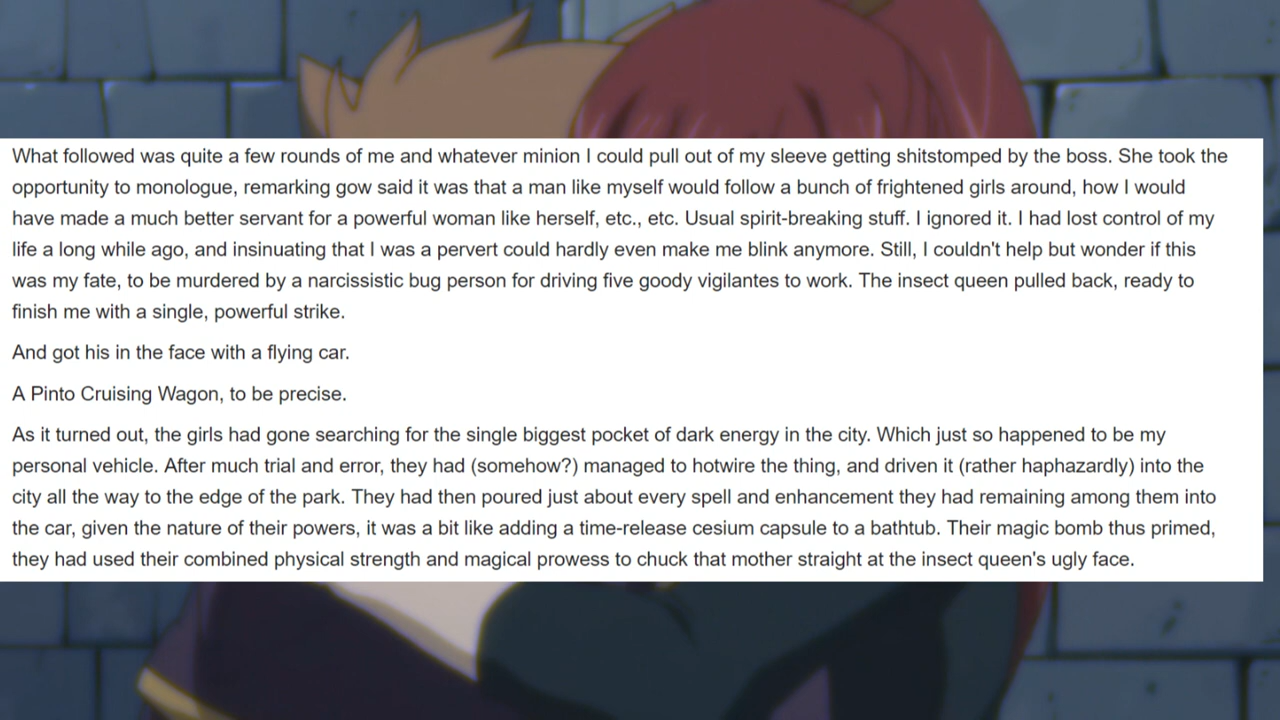 What followed was quite a few rounds of me and whatever minion I could pull out of my sleeve getting shitstomped by the boss. She took the
opportunity to monologue, remarking gow said it was that a man like myself would follow a bunch of frightened girls around, how I would
have made a much better servant for a powerful woman like herself, etc., etc. Usual spirit-breaking stuff. I ignored it. I had lost control of my
life a long while ago, and insinuating that I was a pervert could hardly even make me blink anymore. Still, I couldn't help but wonder if this
was my fate, to be murdered by a narcissistic bug person for driving five goody vigilantes to work. The insect queen pulled back, ready to
finish me with a single, powerful strike.
And got his in the face with a flying car.
A Pinto Cruising Wagon, to be precise.
As it turned out, the girls had gone searching for the single biggest pocket of dark energy in the city. Which just so happened to be my
personal vehicle. After much trial and error, they had (somehow?) managed to hotwire the thing, and driven it (rather haphazardly) into the
city all the way to the edge of the park. They had then poured just about every spell and enhancement they had remaining among them into
the car, given the nature of their powers, it was a bit like adding a time-release cesium capsule to a bathtub. Their magic bomb thus primed,
they had used their combined physical strength and magical prowess to chuck that mother straight at the insect queen's ugly face.